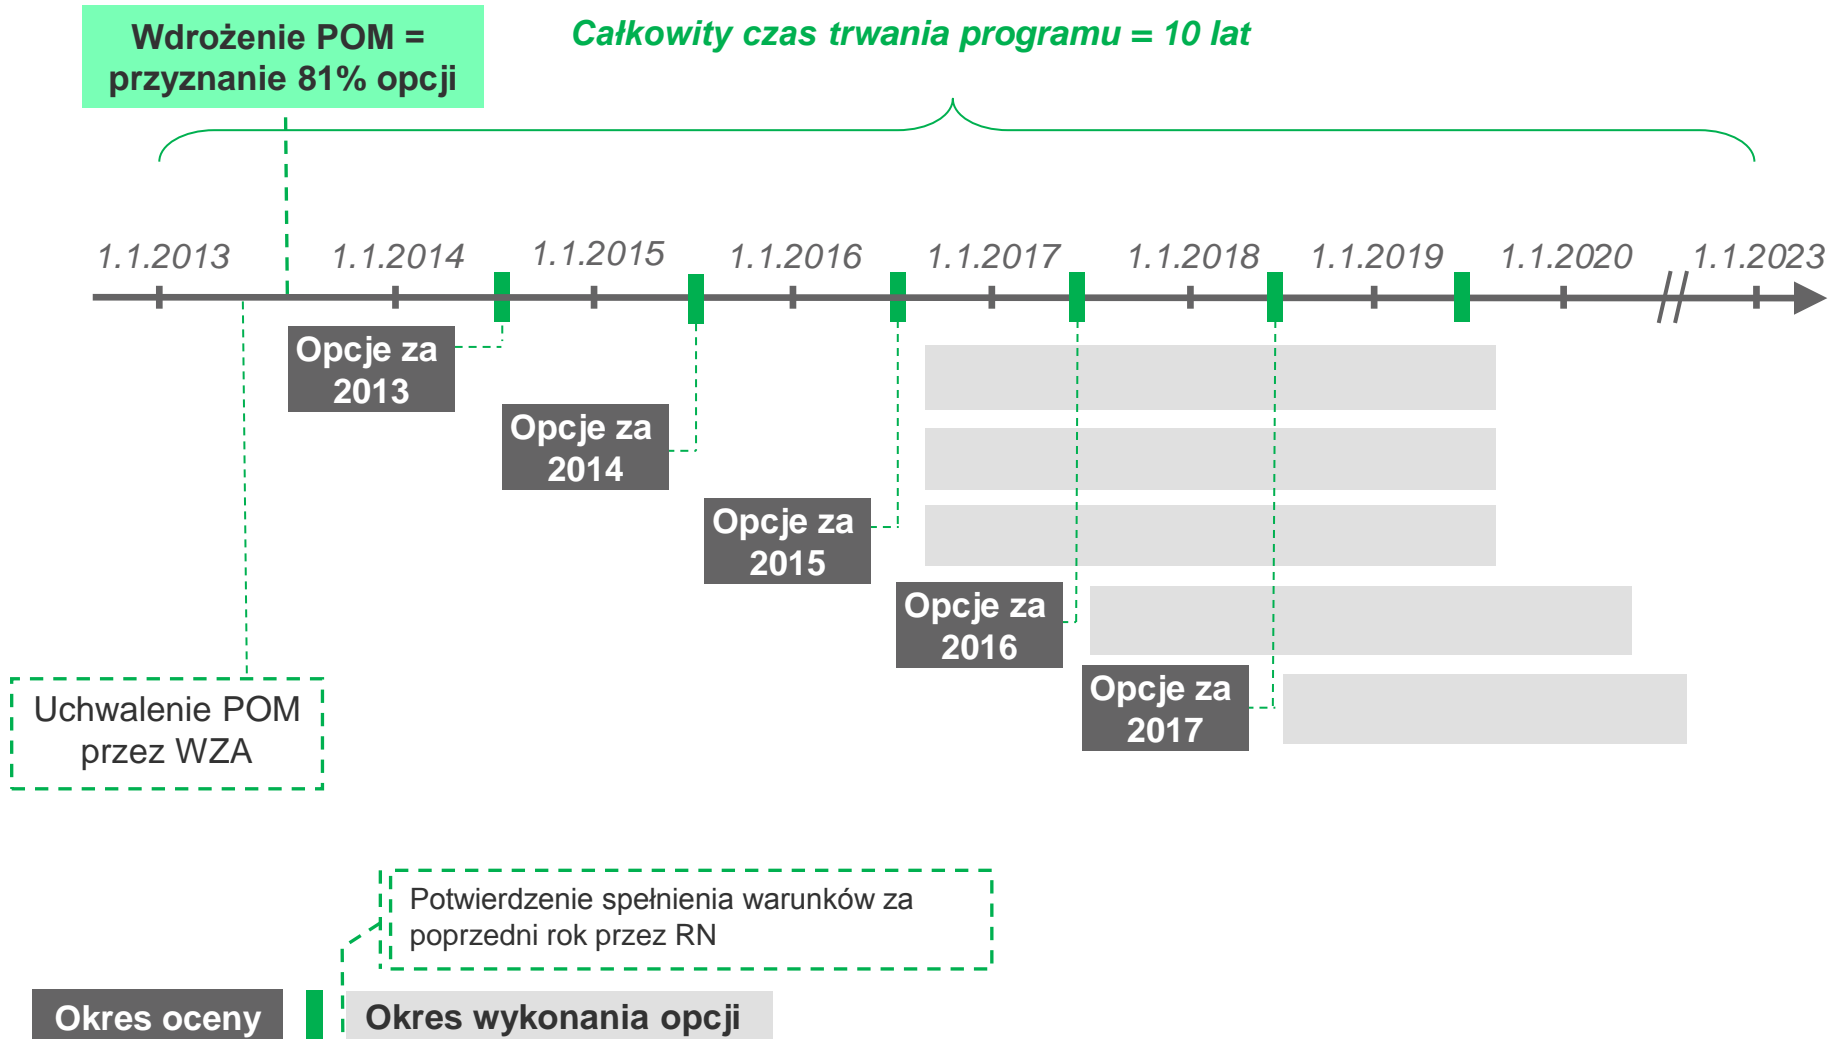 Wdrożenie POM =
przyznanie 81% opcji
Całkowity czas trwania programu = 10 lat
1.1.2013
1.1.2014
1.1.2015
1.1.2016
1.1.2017
1.1.2018
1.1.2019
1.1.2020
1.1.2023
Opcje za
2013
Opcje za
2014
Opcje za
2015
Opcje za
2016
Opcje za
2017
Uchwalenie POM
przez WZA
Potwierdzenie spełnienia warunków za
poprzedni rok przez RN
Okres oceny
Okres wykonania opcji